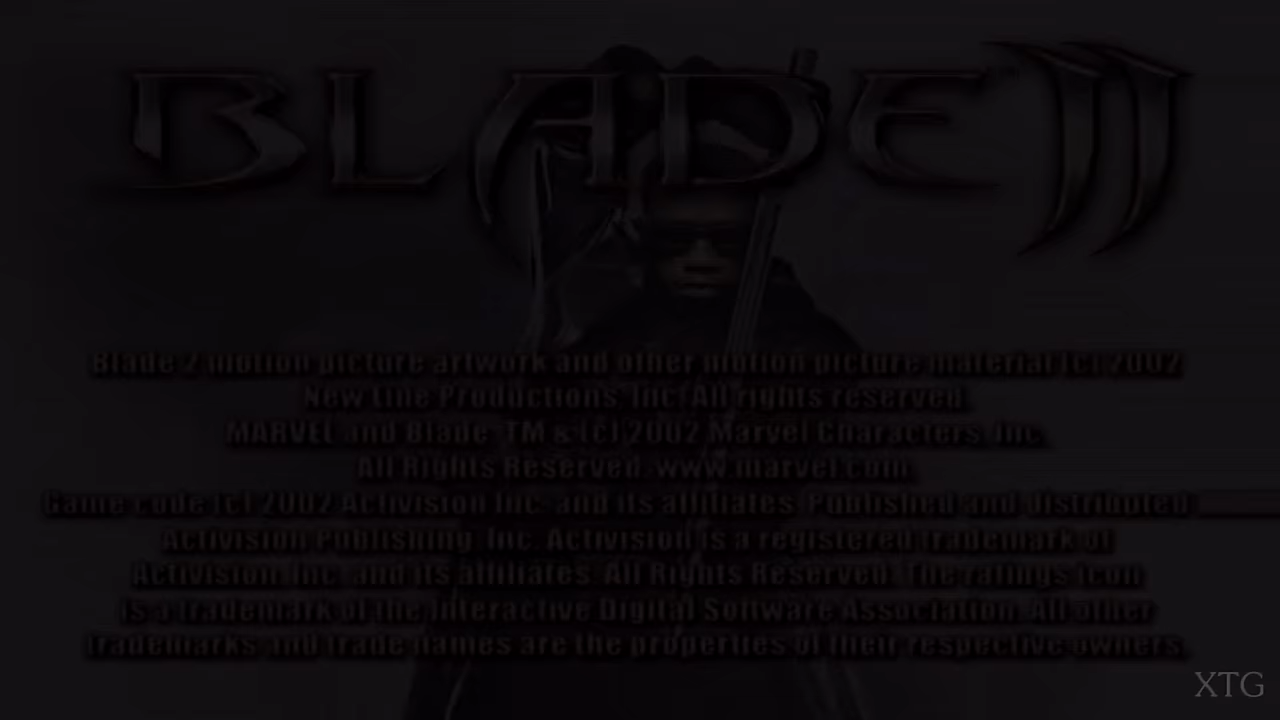 BLADE II
Blade 2 motion picture artwork and other motion picture material (c) 2002
New Line Productions, Inc. All rights reserved.
MARVEL and Blade: TM & (c) 2002 Marvel Characters, Inc.
All Rights Reserved. www.marvel.com.
Game code (c) 2002 Activision Inc. and its affiliates. Published and distributed
Activision Publishing, Inc. Activision is a registered trademark of
Activision, Inc. and its affiliates. All Rights Reserved. The ratings icon
is a trademark of the Interactive Digital Software Association. All other
trademarks and trade names are the properties of their respective owners.
XTG